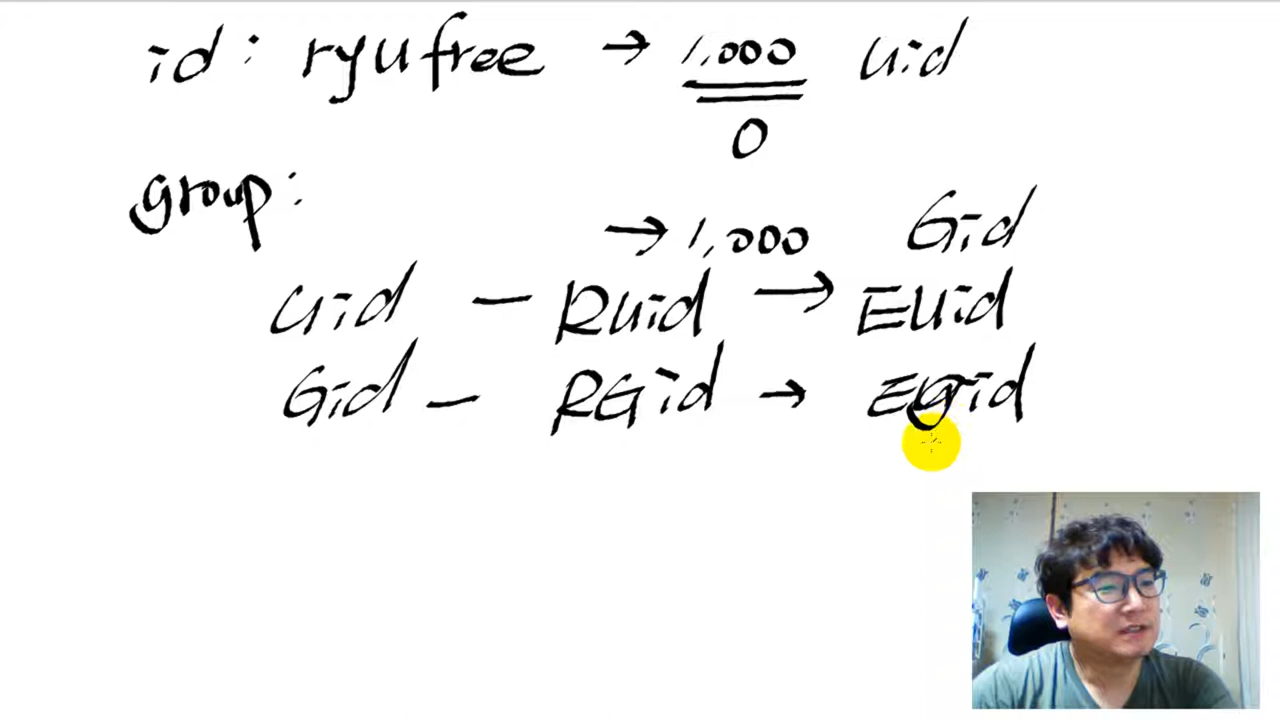 id: ryufree → 1,000 uid
0
group:
→ 1,000 Gid
Uid - RUid → EUid
Gid - RGid → EGid